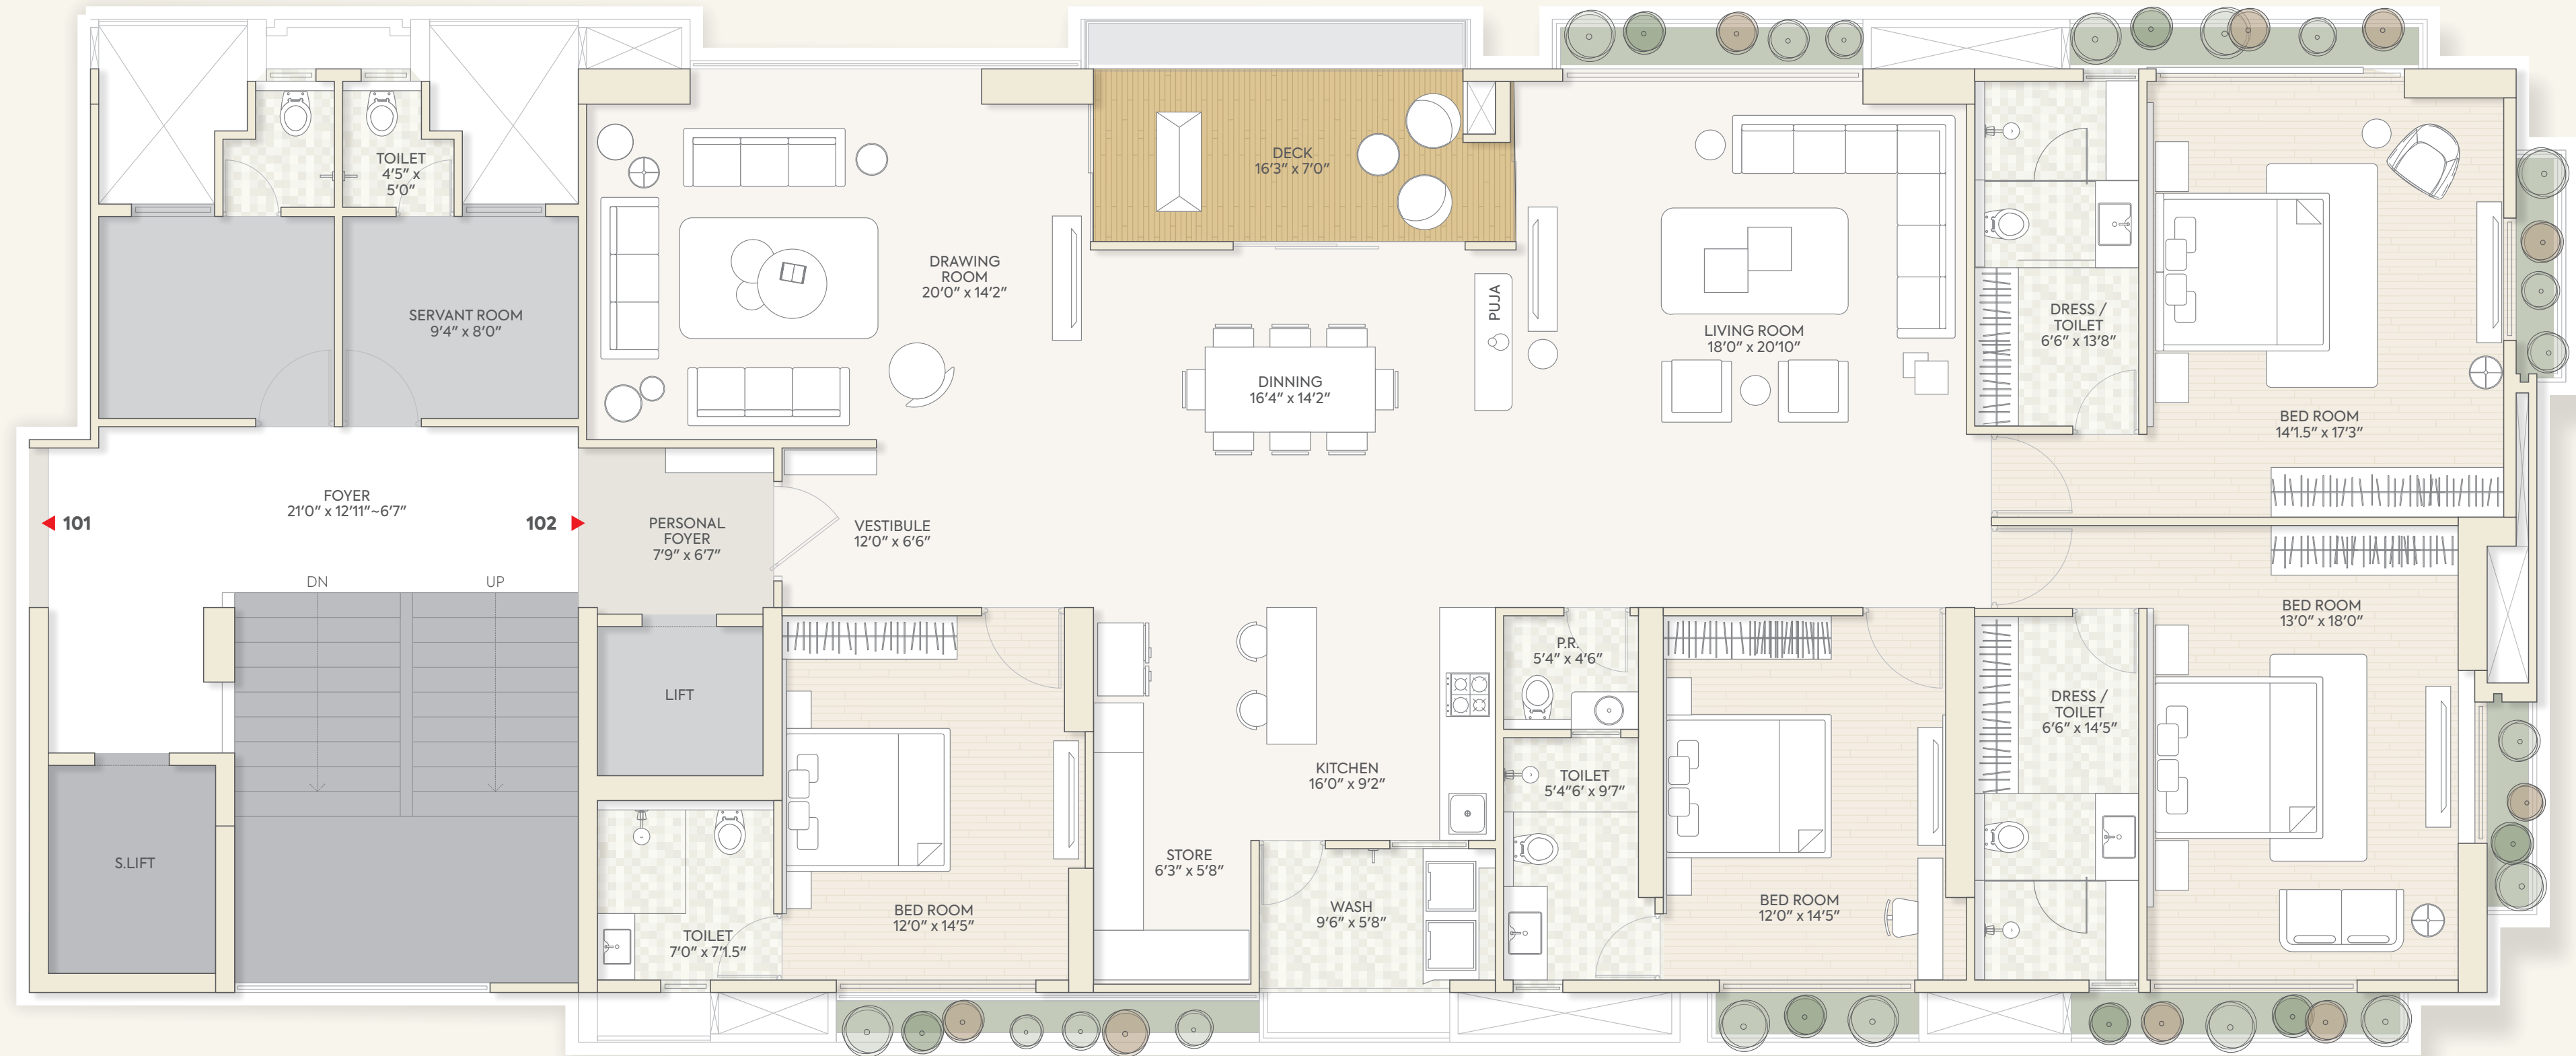 TOILET
4'5" x
5'0"
SERVANT ROOM
9'4" x 8'0"
DRAWING
ROOM
20'0" x 14'2"
DECK
16'3" x 7'0"
PUJA
DINNING
16'4" x 14'2"
LIVING ROOM
18'0" x 20'10"
DRESS /
TOILET
6'6" x 13'8"
BED ROOM
14'1.5" x 17'3"
FOYER
21'0" x 12'11"~6'7"
101
102
PERSONAL
FOYER
7'9" x 6'7"
VESTIBULE
12'0" x 6'6"
DN
UP
LIFT
S.LIFT
TOILET
7'0" x 7'1.5"
BED ROOM
12'0" x 14'5"
STORE
6'3" x 5'8"
KITCHEN
16'0" x 9'2"
WASH
9'6" x 5'8"
P.R.
5'4" x 4'6"
TOILET
5'4"6' x 9'7"
BED ROOM
12'0" x 14'5"
DRESS /
TOILET
6'6" x 14'5"
BED ROOM
13'0" x 18'0"